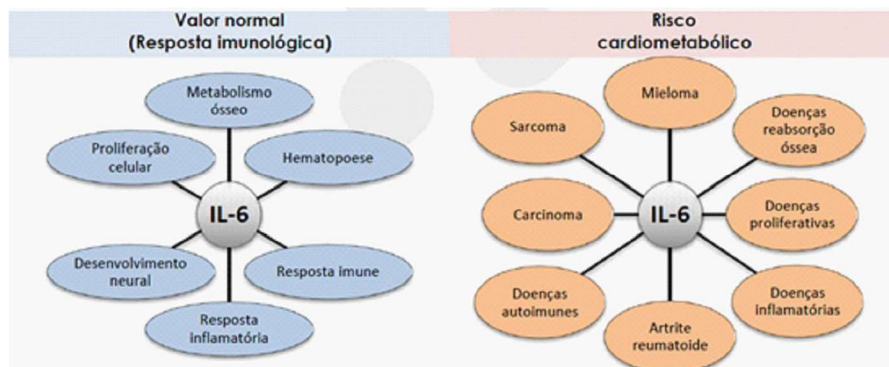 Valor normal
(Resposta imunológica)
Risco
cardiometabólico
Metabolismo
ósseo
Proliferação
celular
Hematopoese
IL-6
Desenvolvimento
neural
Resposta imune
Resposta
inflamatória
Mieloma
Sarcoma
Doenças
reabsorção
óssea
Carcinoma
IL-6
Doenças
proliferativas
Doenças
autoimunes
Doenças
inflamatórias
Artrite
reumatoide